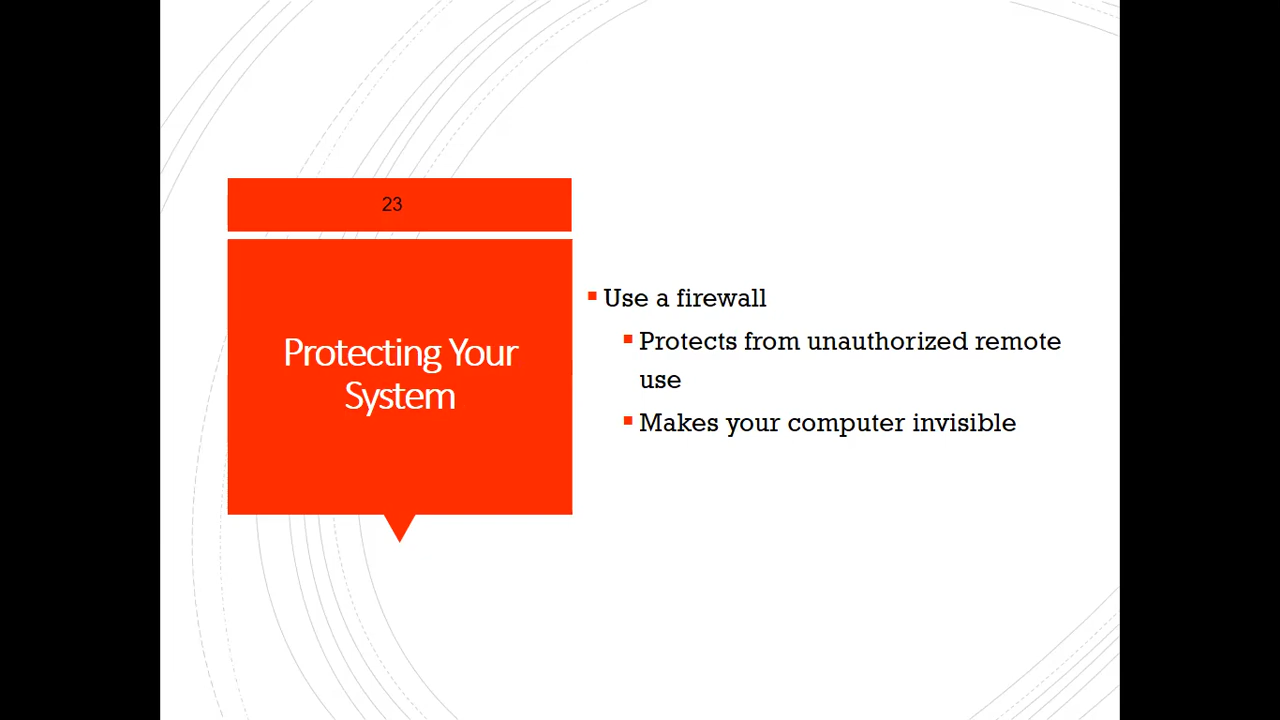 23
Protecting Your
System
Use a firewall
Protects from unauthorized remote
use
Makes your computer invisible